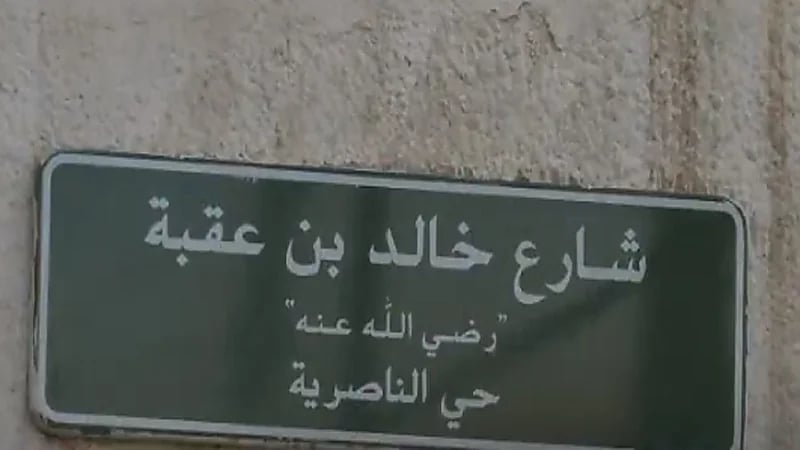 شارع خالد بن عقبة
"رضي الله عنه"
حي الناصرية